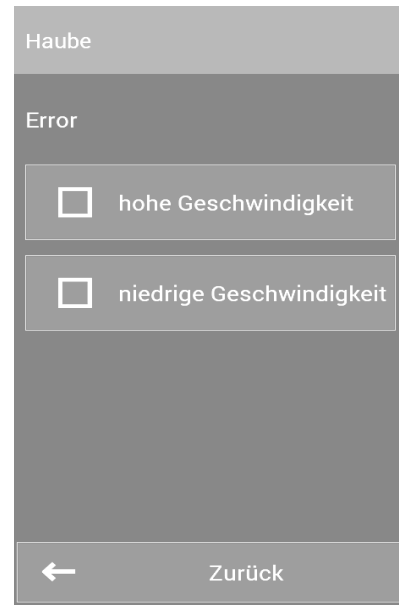 Haube
Error
hohe Geschwindigkeit
niedrige Geschwindigkeit
Zurück